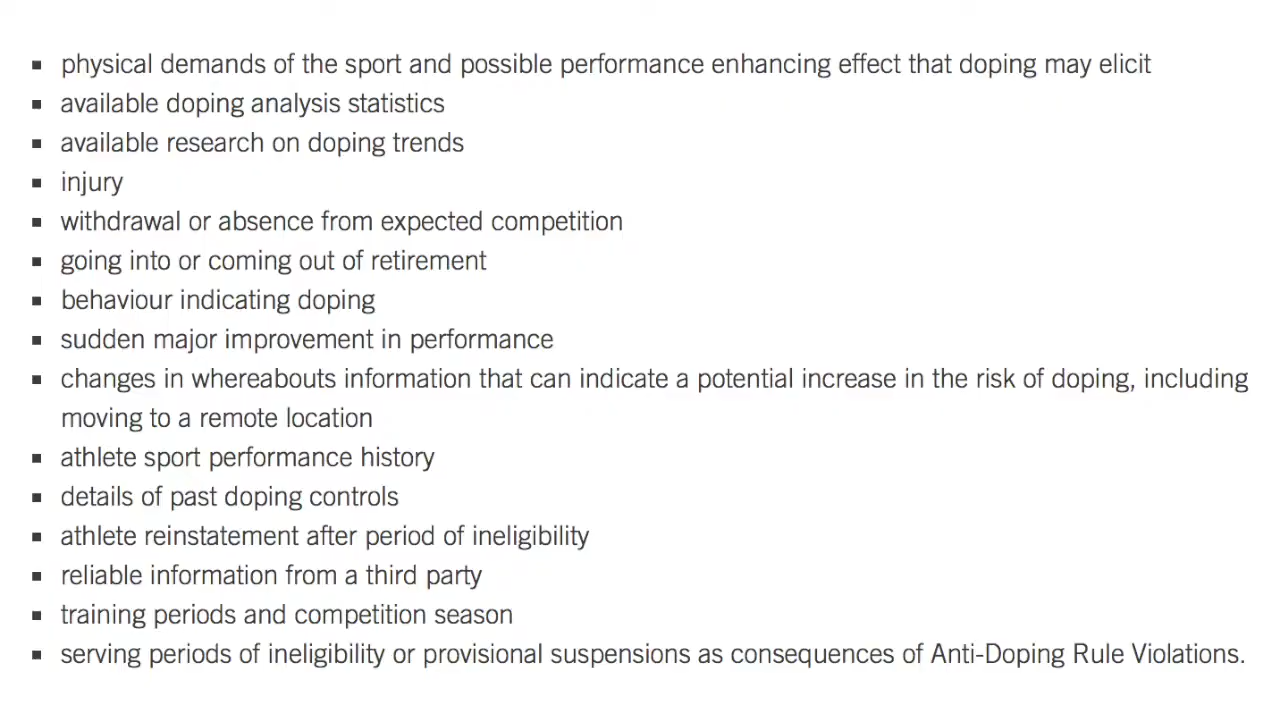 ▪ physical demands of the sport and possible performance enhancing effect that doping may elicit
▪ available doping analysis statistics
▪ available research on doping trends
▪ injury
▪ withdrawal or absence from expected competition
▪ going into or coming out of retirement
▪ behaviour indicating doping
▪ sudden major improvement in performance
▪ changes in whereabouts information that can indicate a potential increase in the risk of doping, including
moving to a remote location
▪ athlete sport performance history
▪ details of past doping controls
▪ athlete reinstatement after period of ineligibility
▪ reliable information from a third party
▪ training periods and competition season
▪ serving periods of ineligibility or provisional suspensions as consequences of Anti-Doping Rule Violations.